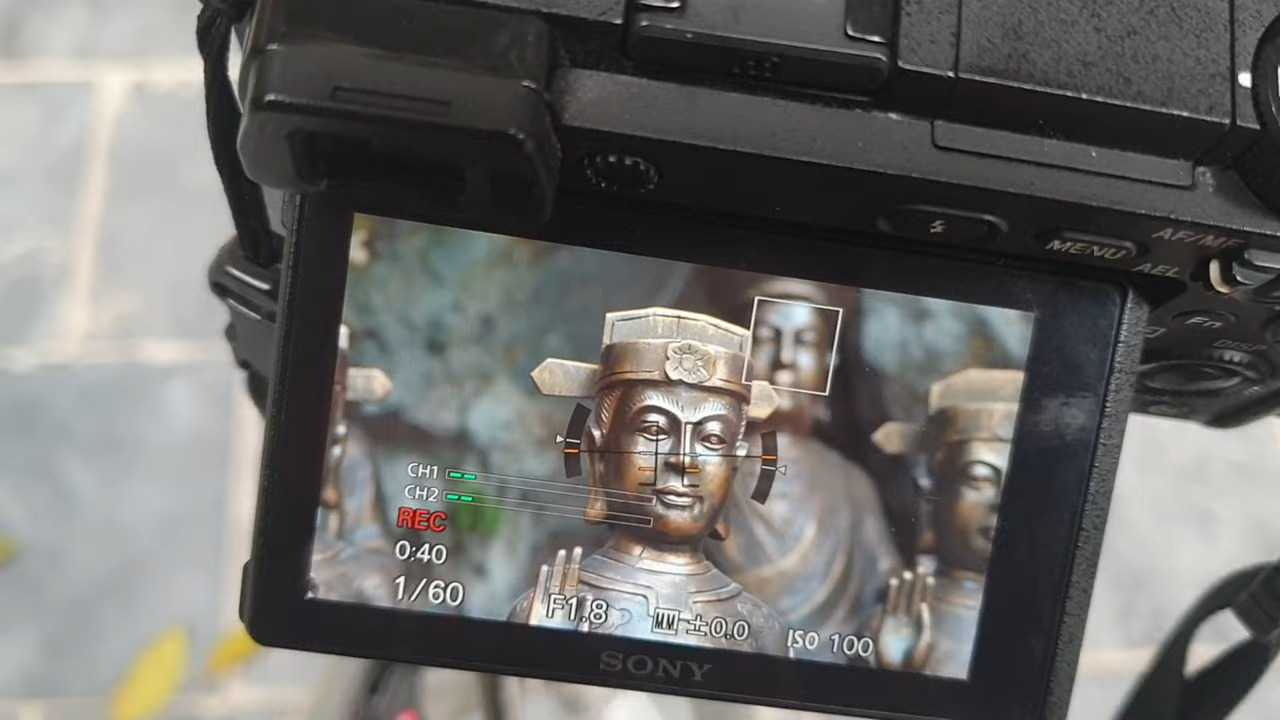 MENU
AF/MF
AEL
Fn
DISP
CH1
CH2
REC
0:40
1/60
F1.8
MM ±0.0
ISO 100
SONY